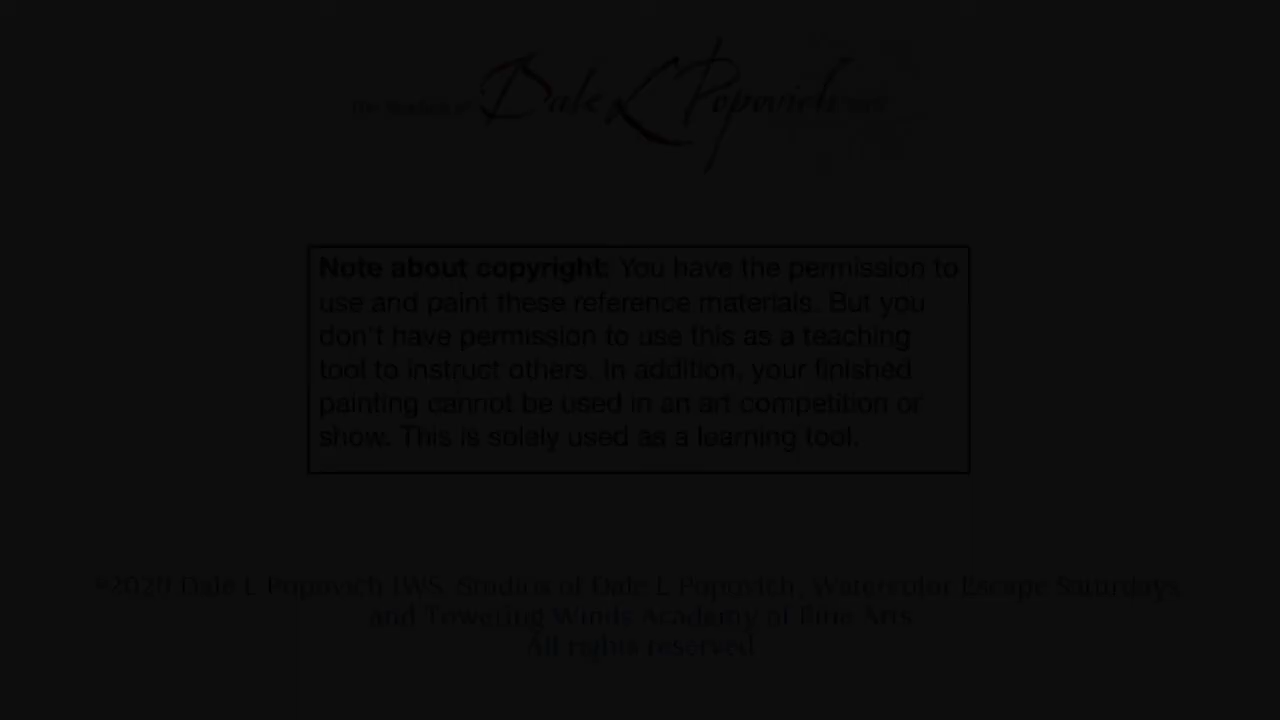 The Studios of Dale L Popovich IWS
Note about copyright: You have the permission to
use and paint these reference materials. But you
don't have permission to use this as a teaching
tool to instruct others. In addition, your finished
painting cannot be used in an art competition or
show. This is solely used as a learning tool.
©2020 Dale L Popovich IWS, Studios of Dale L Popovich, Watercolor Escape Saturdays
and Towering Winds Academy of Fine Arts
All rights reserved